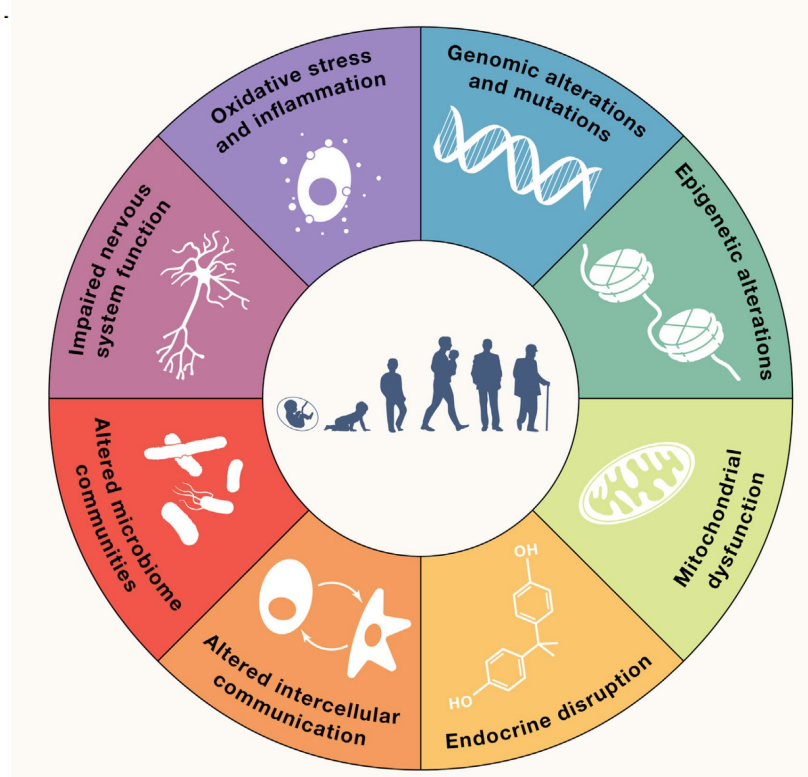 -
Oxidative stress
and inflammation
Genomic alterations
and mutations
Epigenetic alterations
Mitochondrial
dysfunction
OH
HO
Endocrine disruption
Altered intercellular
communication
Altered microbiome
communities
Impaired nervous
system function